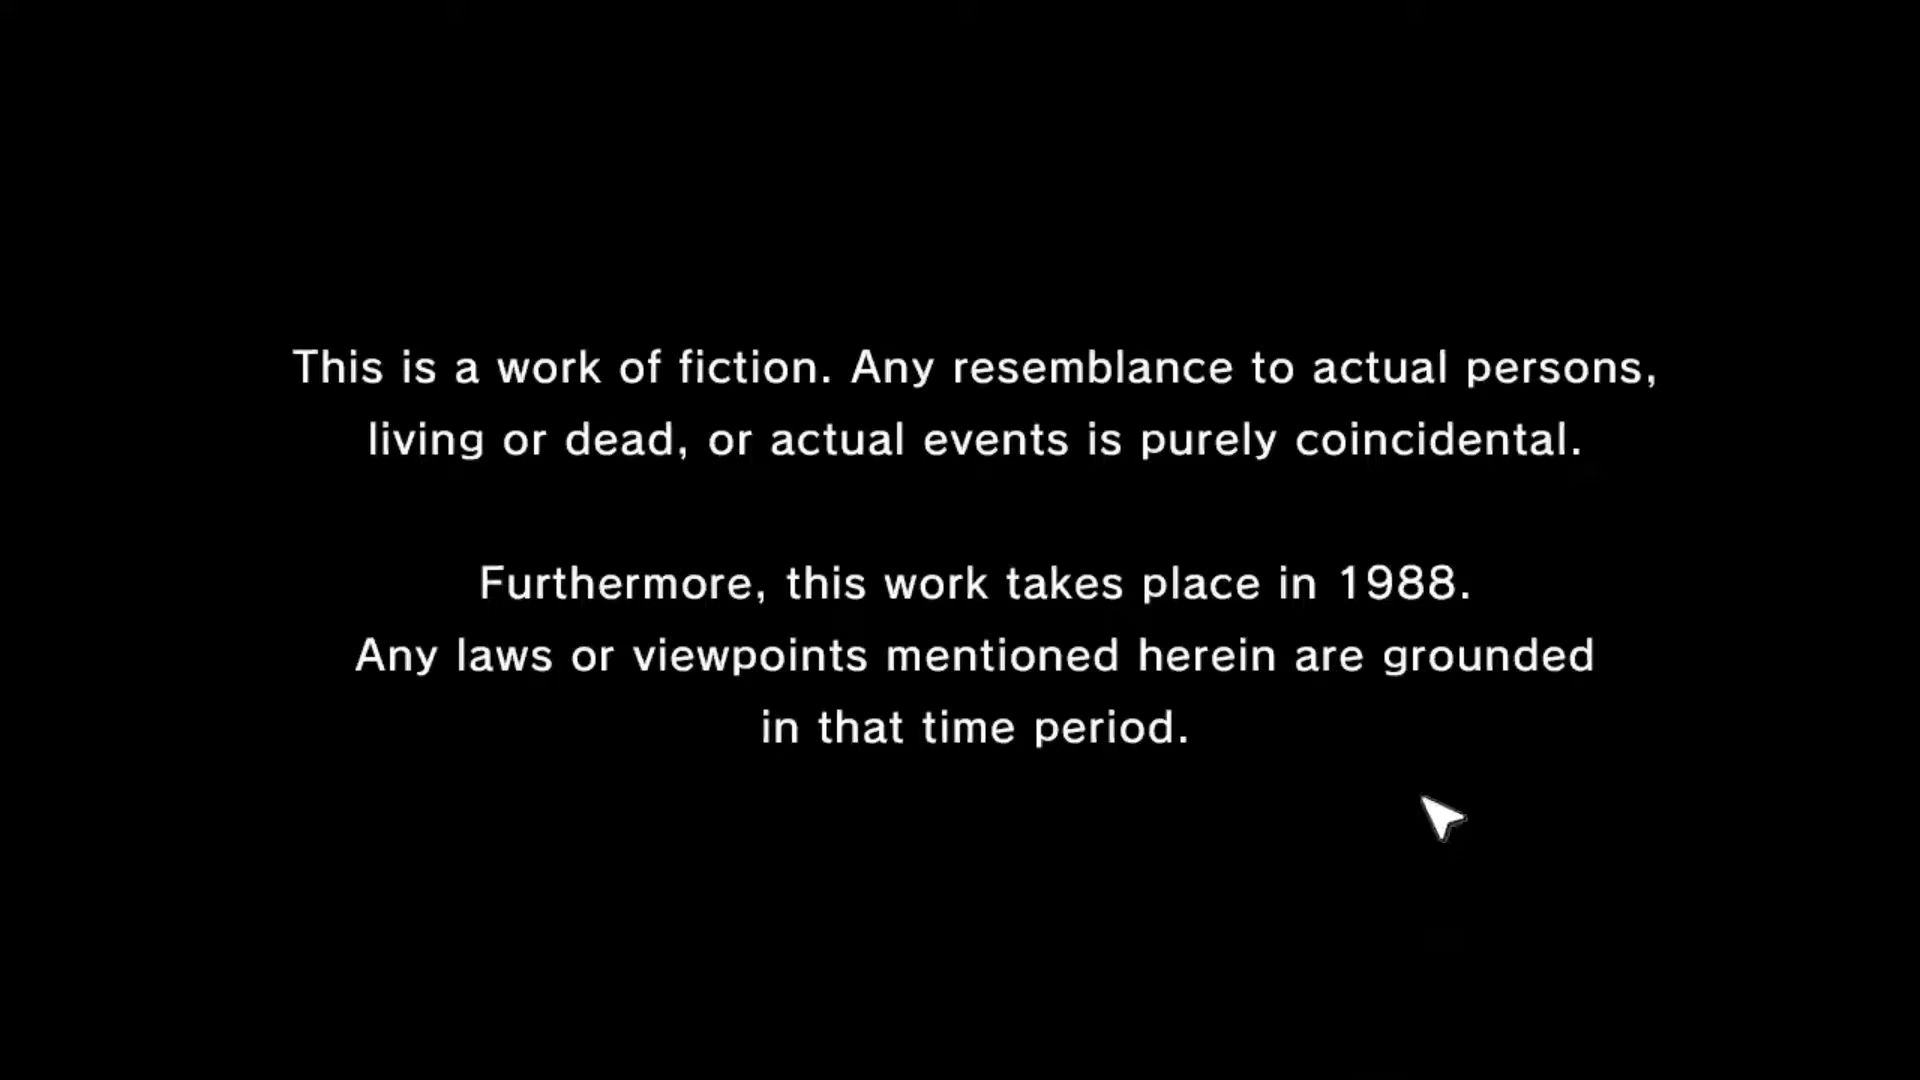 This is a work of fiction. Any resemblance to actual persons,
living or dead, or actual events is purely coincidental.
Furthermore, this work takes place in 1988.
Any laws or viewpoints mentioned herein are grounded
in that time period.